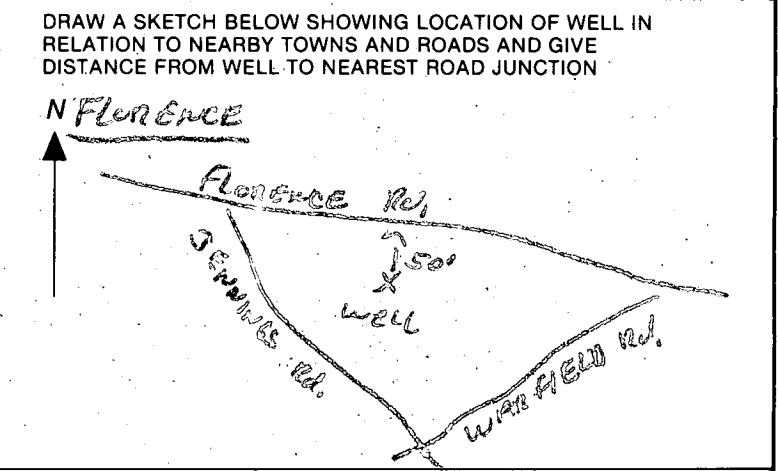 DRAW A SKETCH BELOW SHOWING LOCATION OF WELL IN
RELATION TO NEARBY TOWNS AND ROADS AND GIVE
DISTANCE FROM WELL TO NEAREST ROAD JUNCTION
N FLORENCE
FLORENCE Rd.
50'
X
WELL
JENNINGS Rd.
WARFIELD Rd.